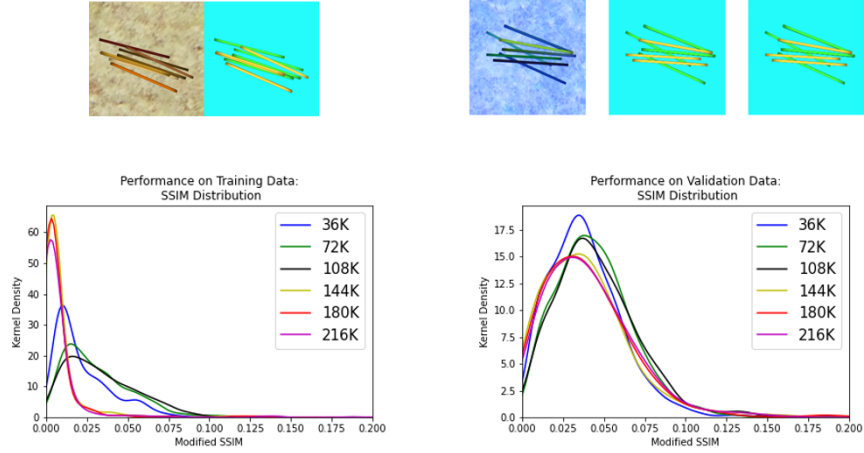 Performance on Training Data:
SSIM Distribution
60
50
40
30
20
10
0
Kernel Density
36K
72K
108K
144K
180K
216K
0.000 0.025 0.050 0.075 0.100 0.125 0.150 0.175 0.200
Modified SSIM
Performance on Validation Data:
SSIM Distribution
17.5
15.0
12.5
10.0
7.5
5.0
2.5
0.0
Kernel Density
36K
72K
108K
144K
180K
216K
0.000 0.025 0.050 0.075 0.100 0.125 0.150 0.175 0.200
Modified SSIM